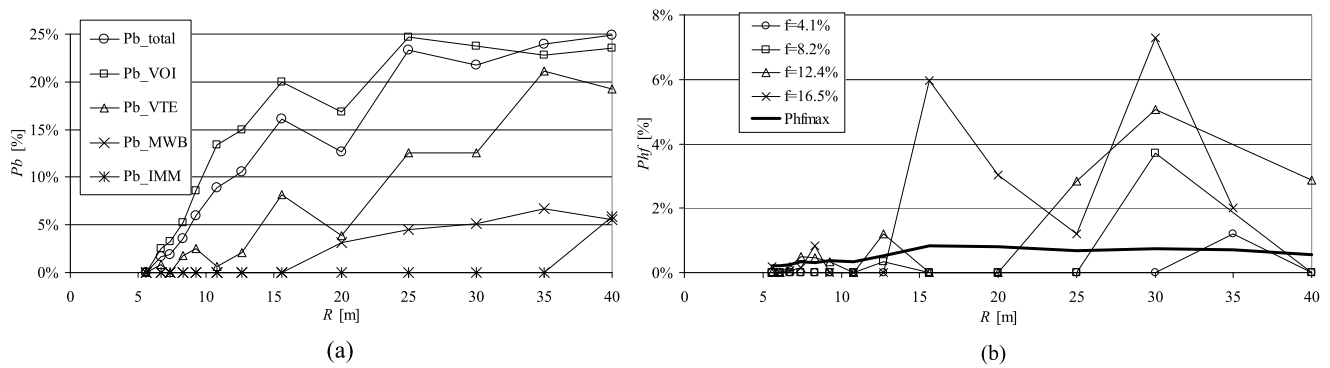 Pb_total
Pb_VOI
Pb_VTE
Pb_MWB
Pb_IMM
25%
20%
15%
10%
5%
0%
Pb [%]
0 5 10 15 20 25 30 35 40
R [m]
(a)
f=4.1%
f=8.2%
f=12.4%
f=16.5%
Phfmax
8%
6%
4%
2%
0%
Phf [%]
0 5 10 15 20 25 30 35 40
R [m]
(b)